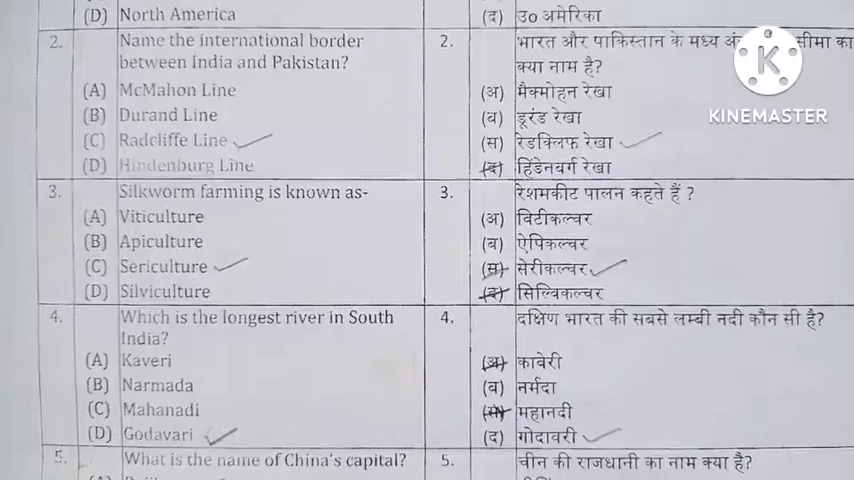 (D) North America
2. Name the international border
between India and Pakistan?
(A) McMahon Line
(B) Durand Line
(C) Radcliffe Line
(D) Hindenburg Line
3. Silkworm farming is known as-
(A) Viticulture
(B) Apiculture
(C) Sericulture
(D) Silviculture
4. Which is the longest river in South
India?
(A) Kaveri
(B) Narmada
(C) Mahanadi
(D) Godavari
5. What is the name of China's capital?
(द) उ० अमेरिका
2. भारत और पाकिस्तान के मध्य सीमा का
क्या नाम है?
(अ) मैक्मोहन रेखा
(ब) डूरंड रेखा
(स) रेडक्लिफ रेखा
(द) हिंडेनवर्ग रेखा
3. रेशमकीट पालन कहते हैं ?
(अ) विटीकल्चर
(ब) ऐपिकल्चर
(स) सेरीकल्चर
(द) सिल्विकल्चर
4. दक्षिण भारत की सबसे लम्बी नदी कौन सी है?
(अ) कावेरी
(ब) नर्मदा
(स) महानदी
(द) गोदावरी
5. चीन की राजधानी का नाम क्या है?
K
KINEMASTER